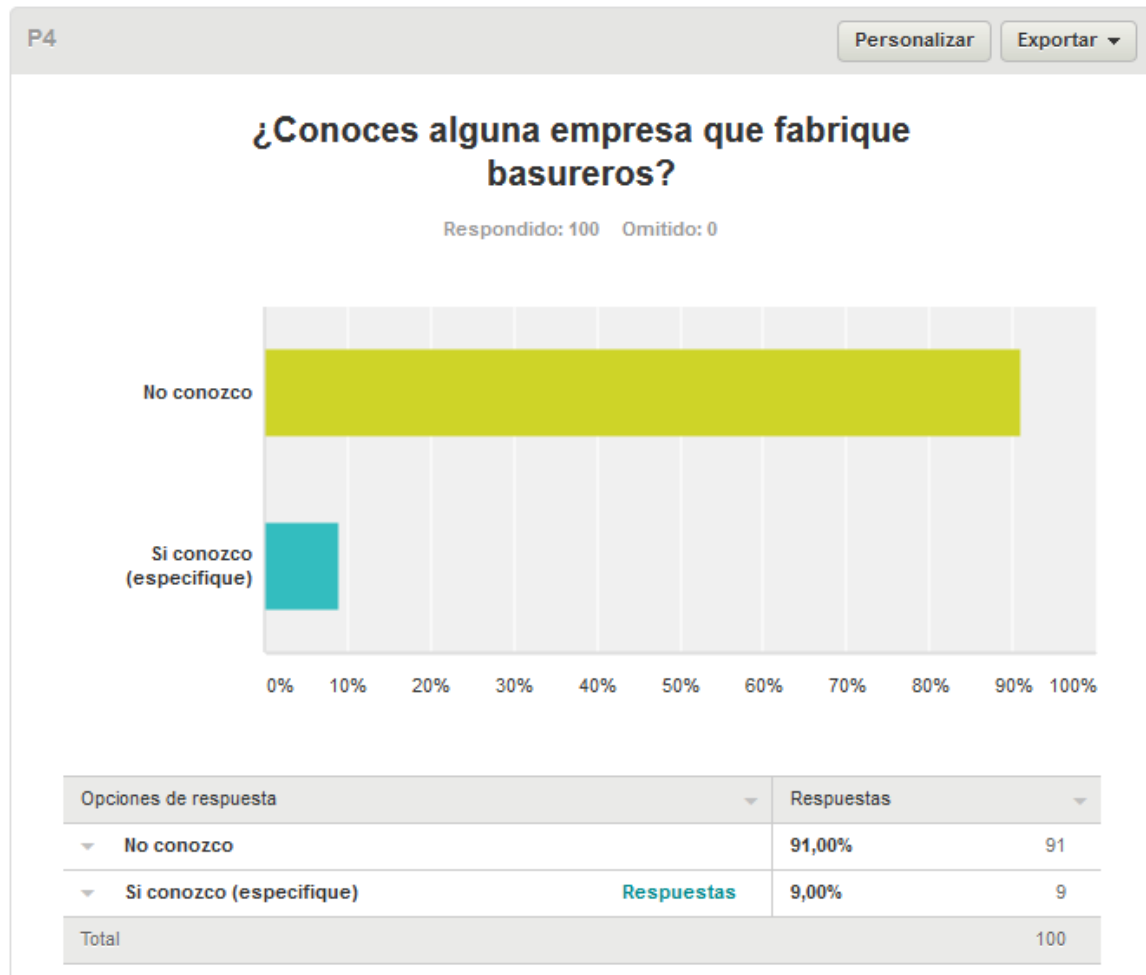 P4
Personalizar Exportar
¿Conoces alguna empresa que fabrique
basureros?
Respondido: 100 Omitido: 0
No conozco
Si conozco
(especifique)
0% 10% 20% 30% 40% 50% 60% 70% 80% 90% 100%
Opciones de respuesta Respuestas
No conozco 91,00% 91
Si conozco (especifique) Respuestas 9,00% 9
Total 100